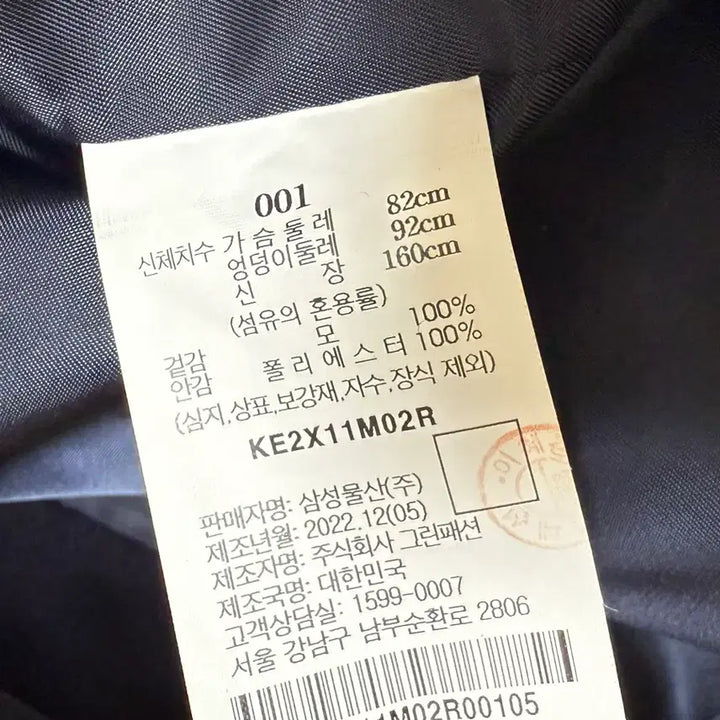 001
신체치수 가슴둘레 82cm
엉덩이둘레 92cm
신장 160cm
(섬유의 혼용률)
겉감 모 100%
안감 폴리에스터 100%
(심지,상표,보강재,자수,장식 제외)
KE2X11M02R
판매자명: 삼성물산(주)
제조년월: 2022.12(05)
제조자명: 주식회사 그린패션
제조국명: 대한민국
고객상담실: 1599-0007
서울 강남구 남부순환로 2806
11M02R00105